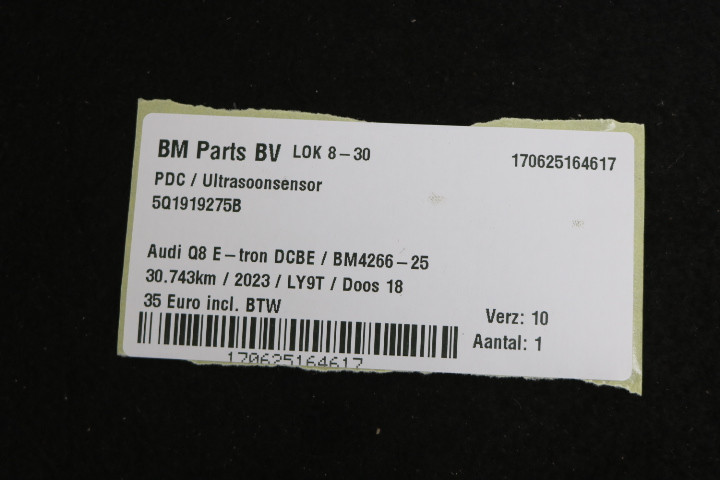 BM Parts BV LOK 8-30 170625164617
PDC / Ultrasoonsensor
5Q1919275B
Audi Q8 E-tron DCBE / BM4266-25
30.743km / 2023 / LY9T / Doos 18
35 Euro incl. BTW
Verz: 10
Aantal: 1
170625164617